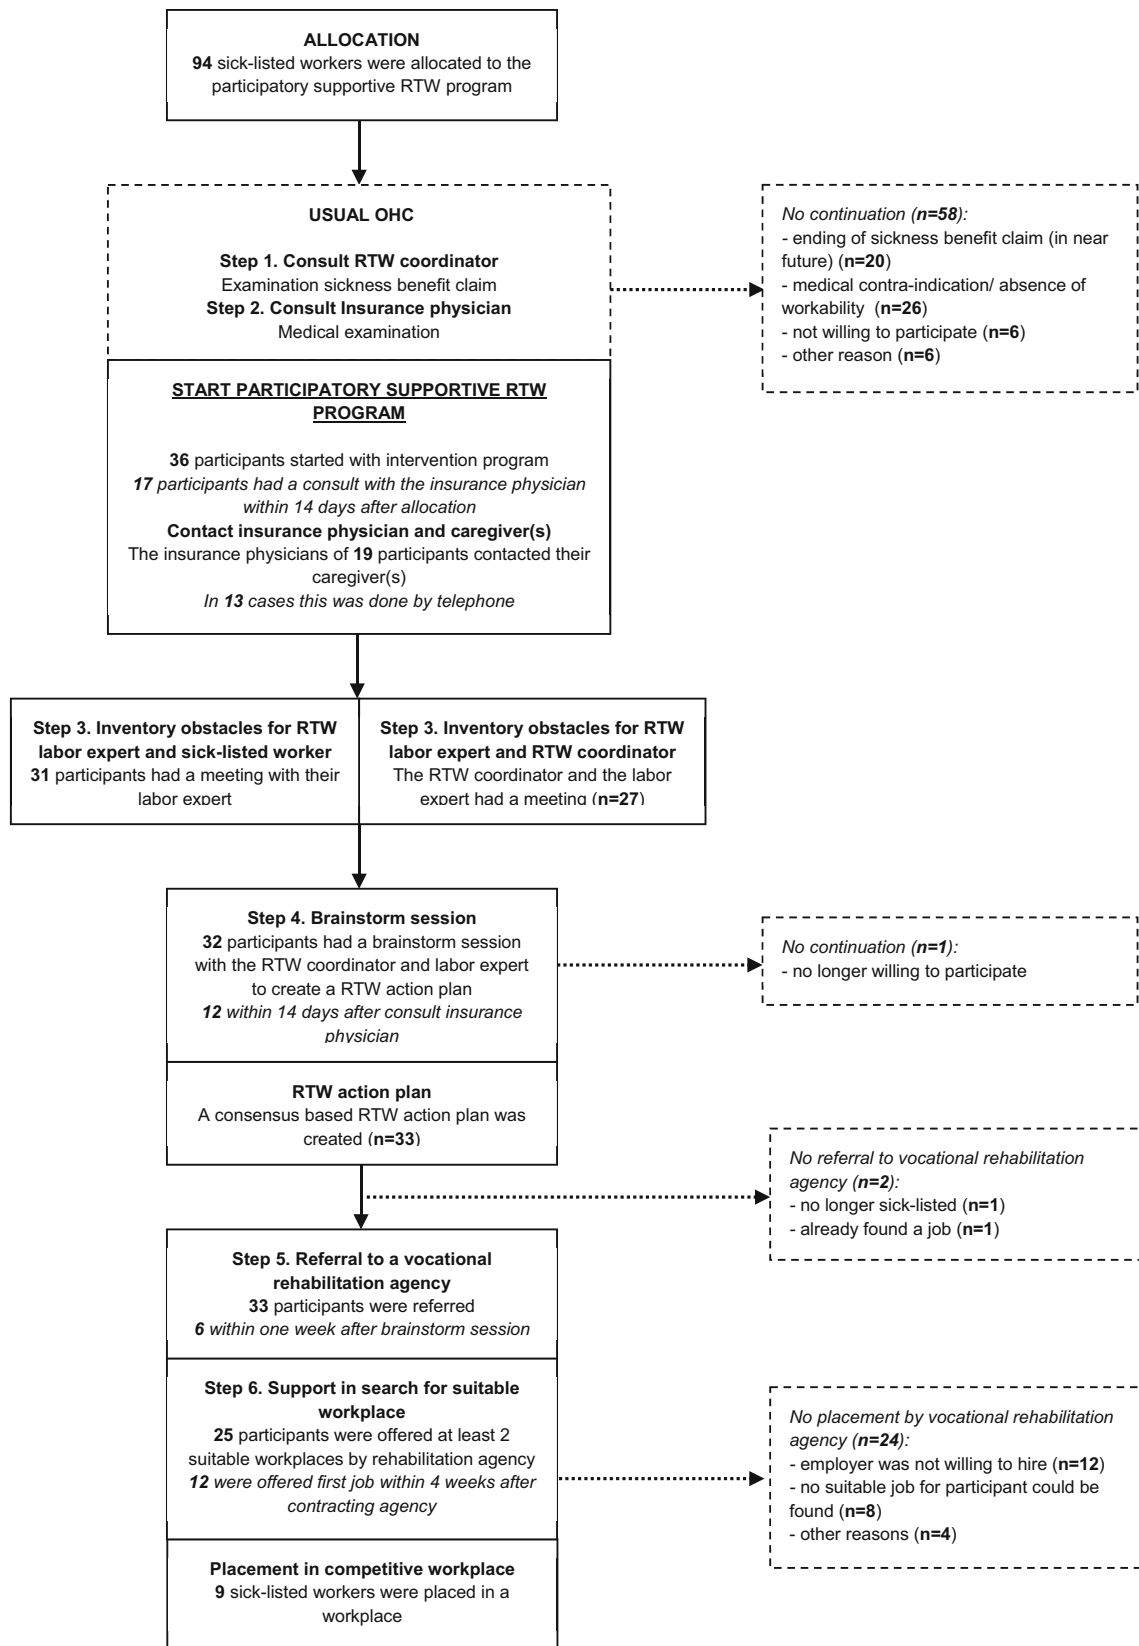 ALLOCATION
94 sick-listed workers were allocated to the
participatory supportive RTW program
USUAL OHC
Step 1. Consult RTW coordinator
Examination sickness benefit claim
Step 2. Consult Insurance physician
Medical examination
No continuation (n=58):
- ending of sickness benefit claim (in near
future) (n=20)
- medical contra-indication/ absence of
workability (n=26)
- not willing to participate (n=6)
- other reason (n=6)
START PARTICIPATORY SUPPORTIVE RTW
PROGRAM
36 participants started with intervention program
17 participants had a consult with the insurance physician
within 14 days after allocation
Contact insurance physician and caregiver(s)
The insurance physicians of 19 participants contacted their
caregiver(s)
In 13 cases this was done by telephone
Step 3. Inventory obstacles for RTW
labor expert and sick-listed worker
31 participants had a meeting with their
labor expert
Step 3. Inventory obstacles for RTW
labor expert and RTW coordinator
The RTW coordinator and the labor
expert had a meeting (n=27)
Step 4. Brainstorm session
32 participants had a brainstorm session
with the RTW coordinator and labor expert
to create a RTW action plan
12 within 14 days after consult insurance
physician
No continuation (n=1):
- no longer willing to participate
RTW action plan
A consensus based RTW action plan was
created (n=33)
No referral to vocational rehabilitation
agency (n=2):
- no longer sick-listed (n=1)
- already found a job (n=1)
Step 5. Referral to a vocational
rehabilitation agency
33 participants were referred
6 within one week after brainstorm session
Step 6. Support in search for suitable
workplace
25 participants were offered at least 2
suitable workplaces by rehabilitation agency
12 were offered first job within 4 weeks after
contracting agency
No placement by vocational rehabilitation
agency (n=24):
- employer was not willing to hire (n=12)
- no suitable job for participant could be
found (n=8)
- other reasons (n=4)
Placement in competitive workplace
9 sick-listed workers were placed in a
workplace